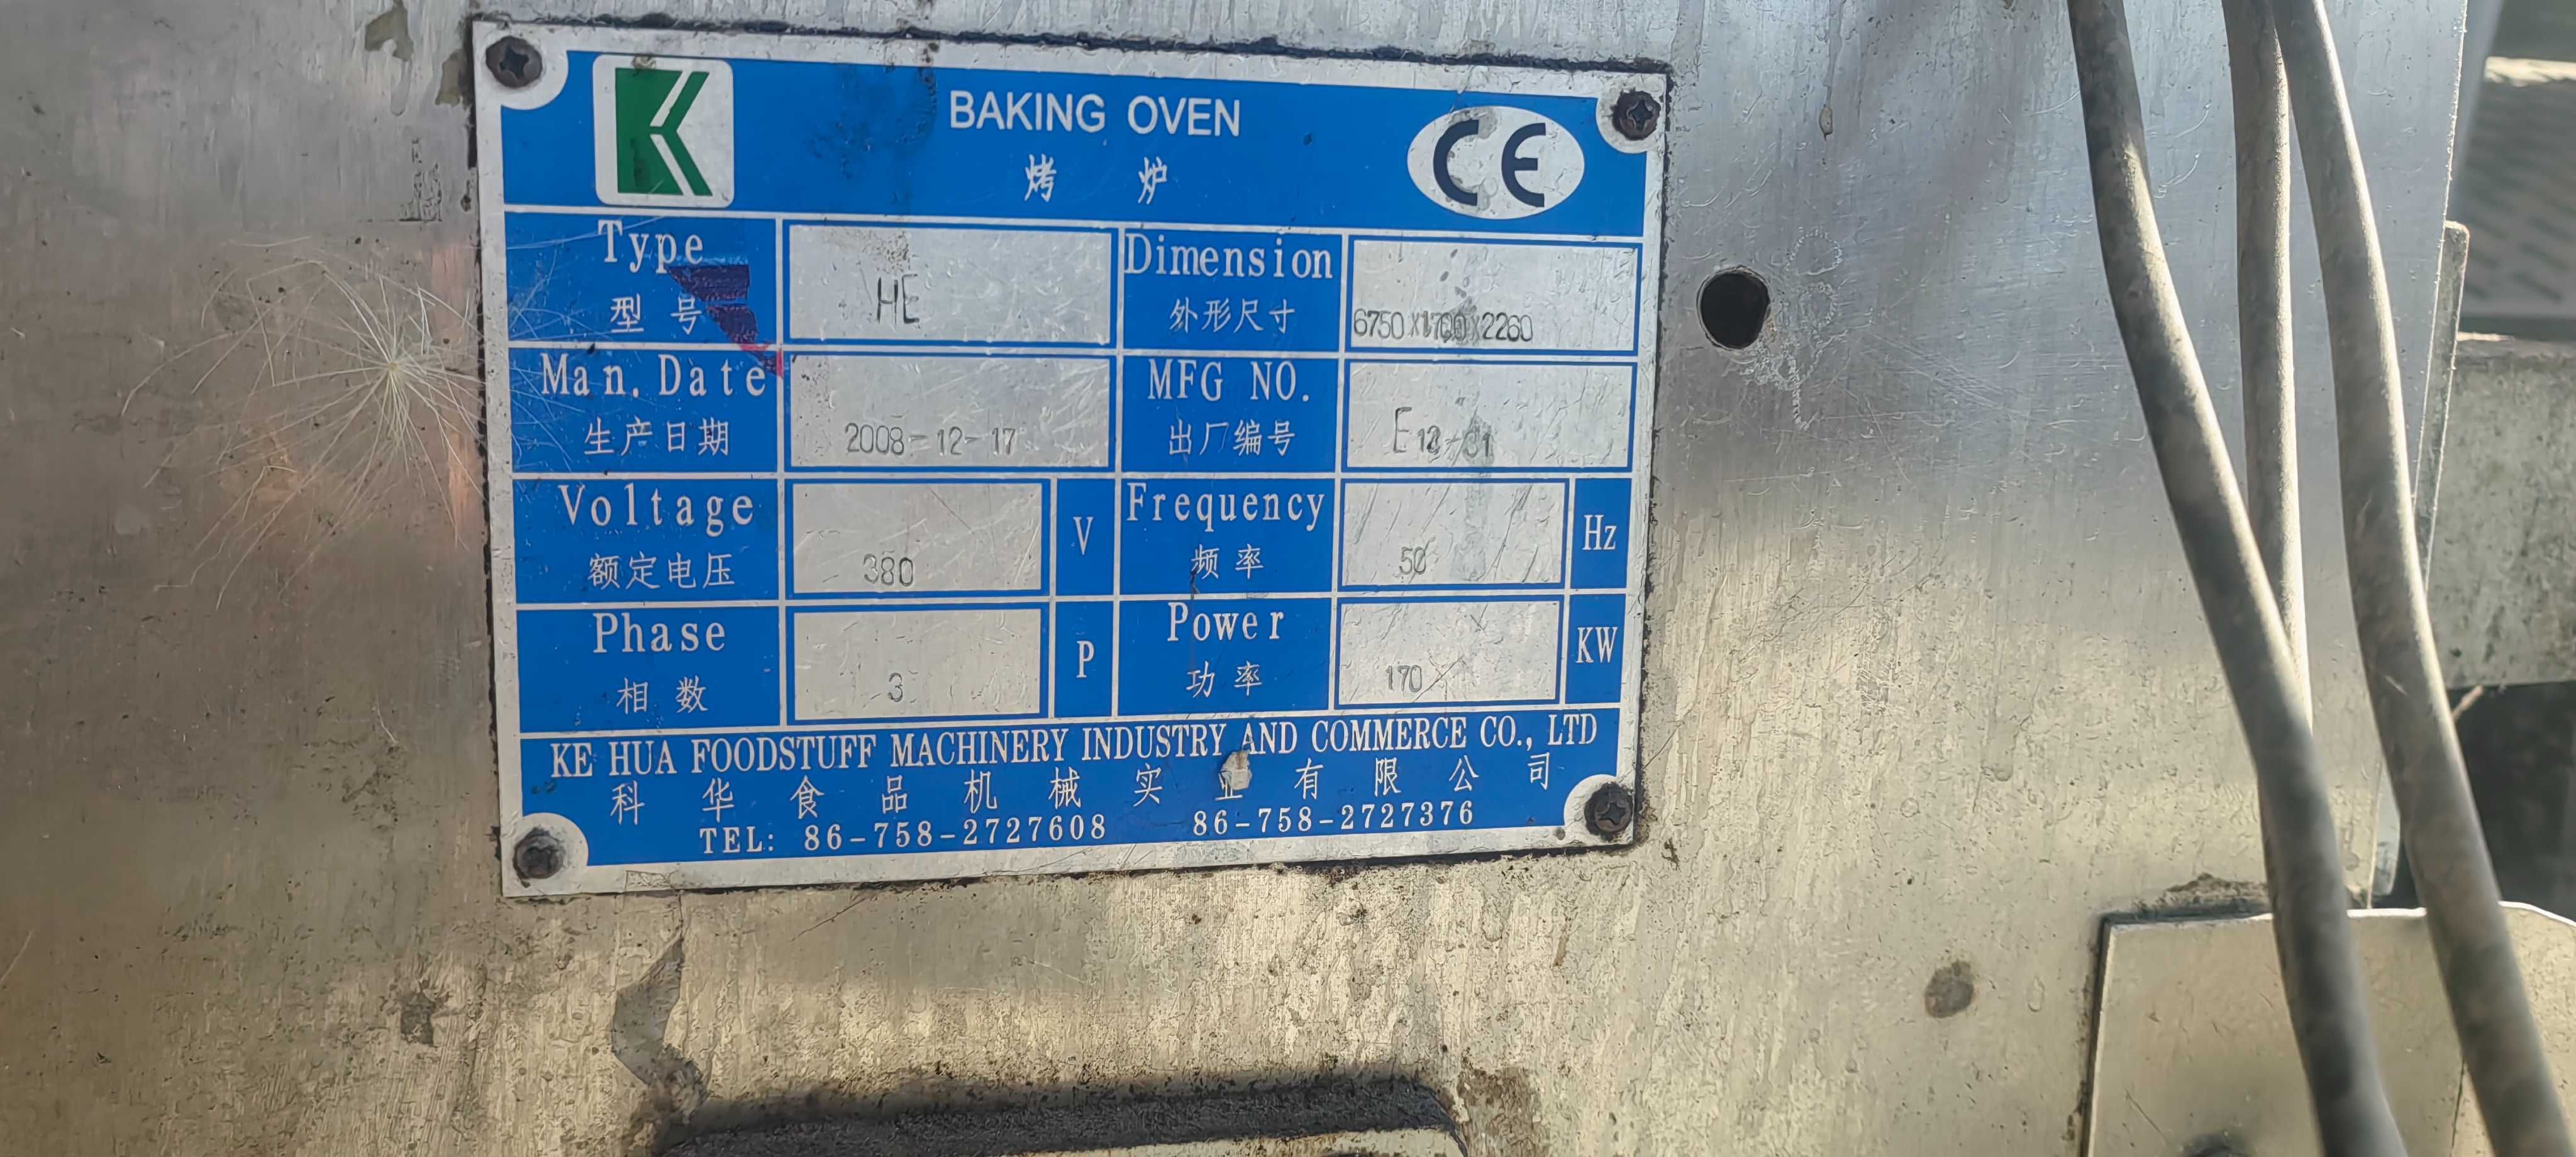 BAKING OVEN
CE
烤 炉
Type 型号 HE
Dimension 外形尺寸 6750X1700X2260
Man. Date 生产日期 2008-12-17
MFG NO. 出厂编号
Voltage 额定电压 380 V
Frequency 频率 50 Hz
Phase 相数 3 P
Power 功率 170 KW
KE HUA FOODSTUFF MACHINERY INDUSTRY AND COMMERCE CO., LTD
科华食品机械实业有限公司
TEL: 86-758-2727608 86-758-2727376